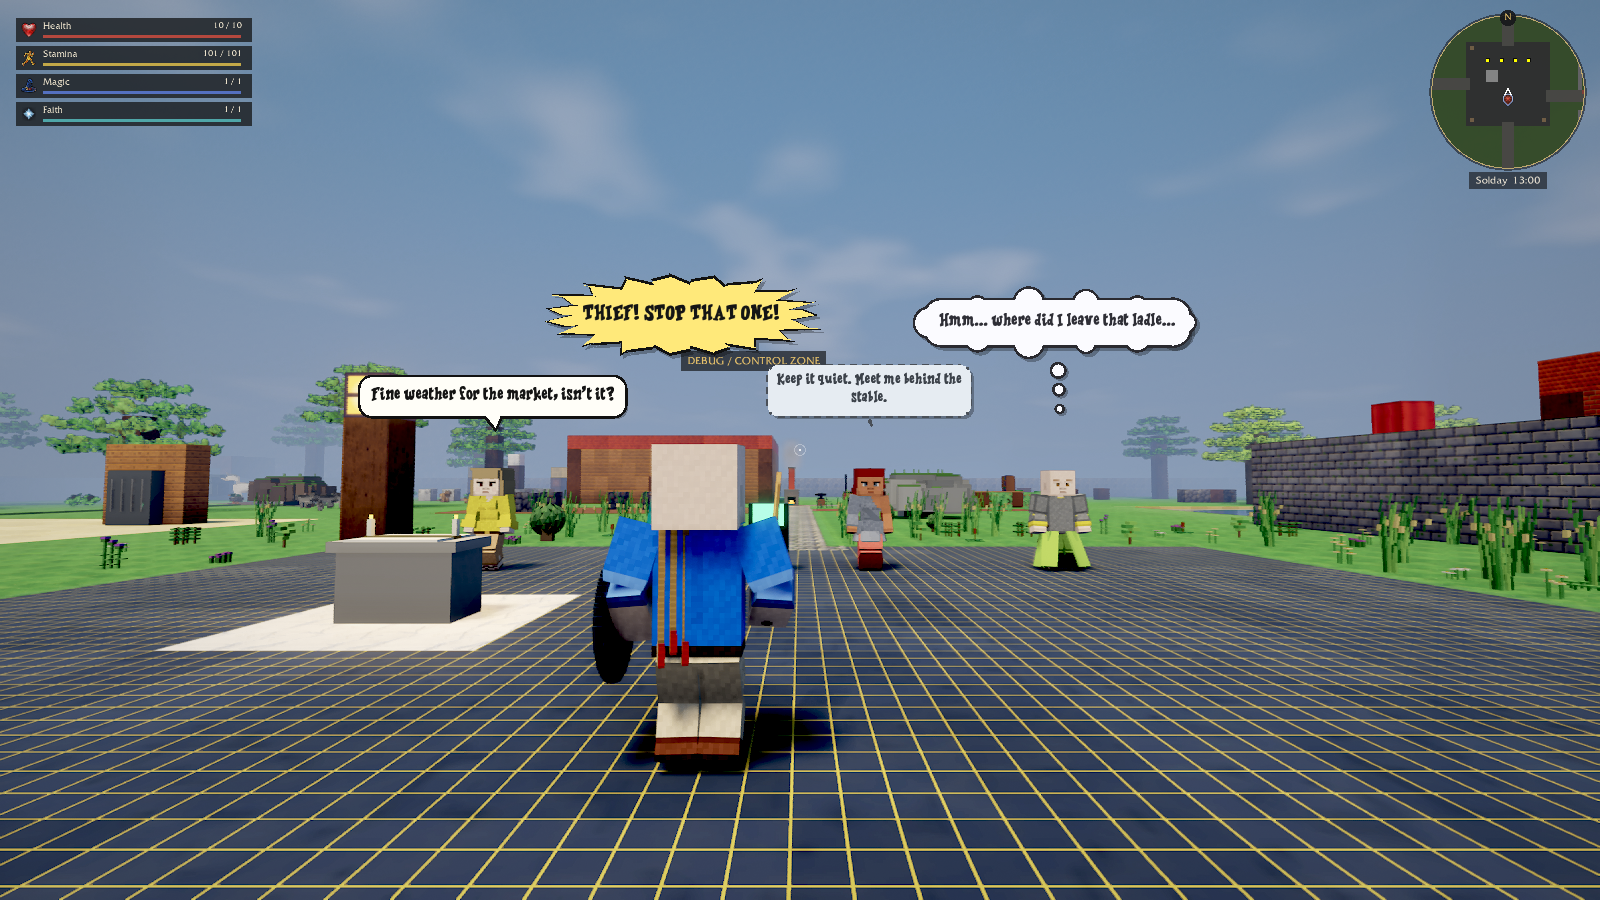 Health 10 / 10
Stamina 101 / 101
Magic 1 / 1
Faith 1 / 1
N
Solday 13:00
THIEF! STOP THAT ONE!
Hmm... where did I leave that ladle...
DEBUG / CONTROL ZONE
Fine weather for the market, isn't it?
Keep it quiet. Meet me behind the
stable.